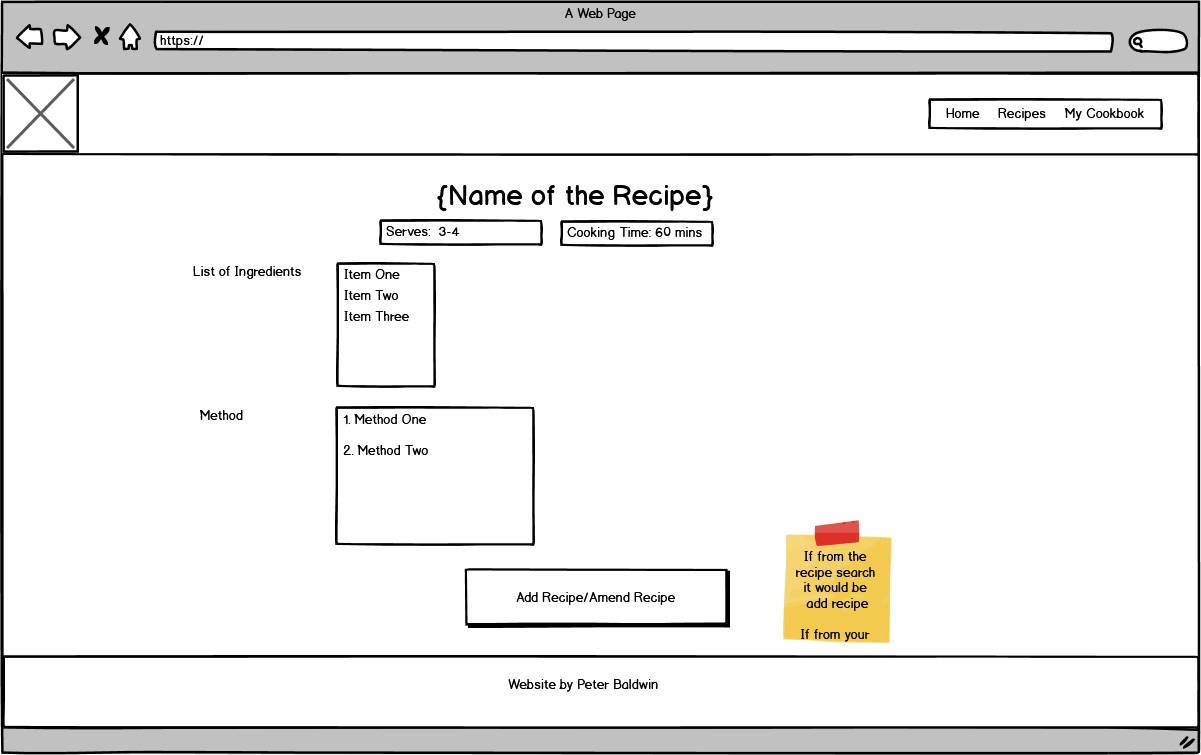 A Web Page
https://
Home Recipes My Cookbook
{Name of the Recipe}
Serves: 3-4
Cooking Time: 60 mins
List of Ingredients
Item One
Item Two
Item Three
Method
1. Method One
2. Method Two
If from the
recipe search
it would be
add recipe
If from your
Add Recipe/Amend Recipe
Website by Peter Baldwin